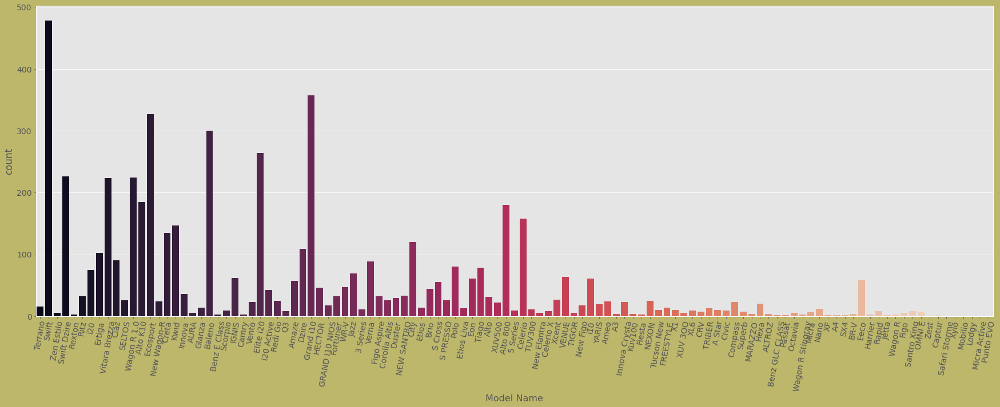 500
400
300
200
100
0
count
Terrano
Swift
Zen Estilo
Swift Dzire
Rexton
Ritz
i20
Ertiga
Vitara Brezza
Ciaz
SELTOS
Wagon R 1.0
Alto K10
Ecosport
New Wagon-R
Creta
Kwid
Innova
AURA
Glanza
Baleno
Benz E Class
Scorpio
IGNIS
Camry
Vento
Elite i20
i20 Active
Redi Go
Q3
Amaze
Dzire
Grand i10
HECTOR
GRAND I10 NIOS
Fortuner
WR-V
Jazz
3 Series
Verna
Figo Aspire
Corolla Altis
Duster
NEW SANTRO
City
Etios
Brio
S Cross
S PRESSO
Polo
Etios Liva
Eon
Tiago
Alto
XUV500
Alto 800
5 Series
Celerio
TUV300
New Elantra
Celerio X
Xcent
VENUE
TIGOR
New Figo
i10
YARIS
Ameo
A3
Innova Crysta
Kuv100
Fiesta
NEXON
Tucson New
FREESTYLE
X1
XUV 3OO
XL6
CRV
TRIBER
A Star
Civic
Compass
Superb
MARAZZO
Hexa
ALTROZ
Benz GLC CLASS
Passat
Octavia
Wagon R Stingray
Micra
Nano
XF
A4
SX4
BR-V
Eeco
Harrier
Rapid
Jetta
Wagon R
Figo
Santro Xing
OMNI E
Zest
Captur
Safari Storme
Xylo
Mobilio
Lodgy
Micra Active
Punto EVO
Model Name